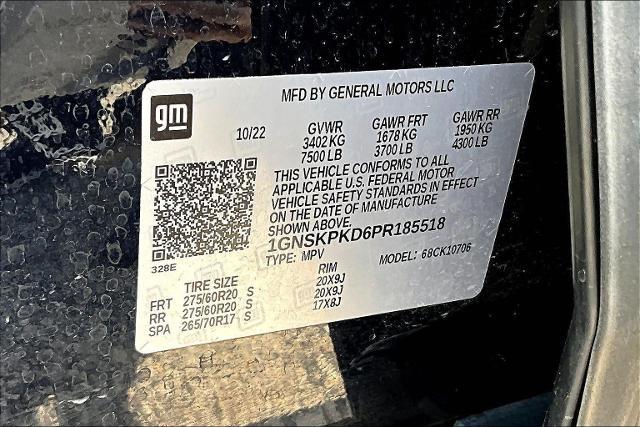 gm
MFD BY GENERAL MOTORS LLC
10/22 GVWR GAWR FRT GAWR RR
3402 KG 1678 KG 1950 KG
7500 LB 3700 LB 4300 LB
THIS VEHICLE CONFORMS TO ALL
APPLICABLE U.S. FEDERAL MOTOR
VEHICLE SAFETY STANDARDS IN EFFECT
ON THE DATE OF MANUFACTURE
SHOWN ABOVE.
1GNSKPKD6PR185518
TYPE: MPV MODEL: 68CK10706
328E
TIRE SIZE RIM
FRT 275/60R20 S 20X9J
RR 275/60R20 S 20X9J
SPA 265/70R17 S 17X8J